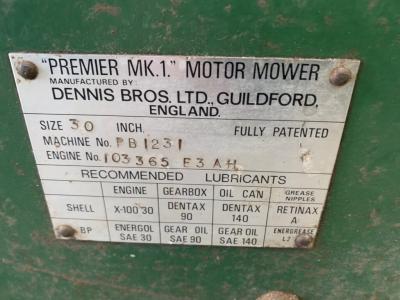 "PREMIER MK.1." MOTOR MOWER
MANUFACTURED BY
DENNIS BROS. LTD., GUILDFORD,
ENGLAND.
SIZE 30 INCH. FULLY PATENTED
MACHINE No. PB1231
ENGINE No. 103365 E3 AH
RECOMMENDED LUBRICANTS
ENGINE GEARBOX OIL CAN GREASE NIPPLES
SHELL X-100 30 DENTAX 90 DENTAX 140 RETINAX A
BP ENERGOL SAE 30 GEAR OIL SAE 90 GEAR OIL SAE 140 ENERGREASE